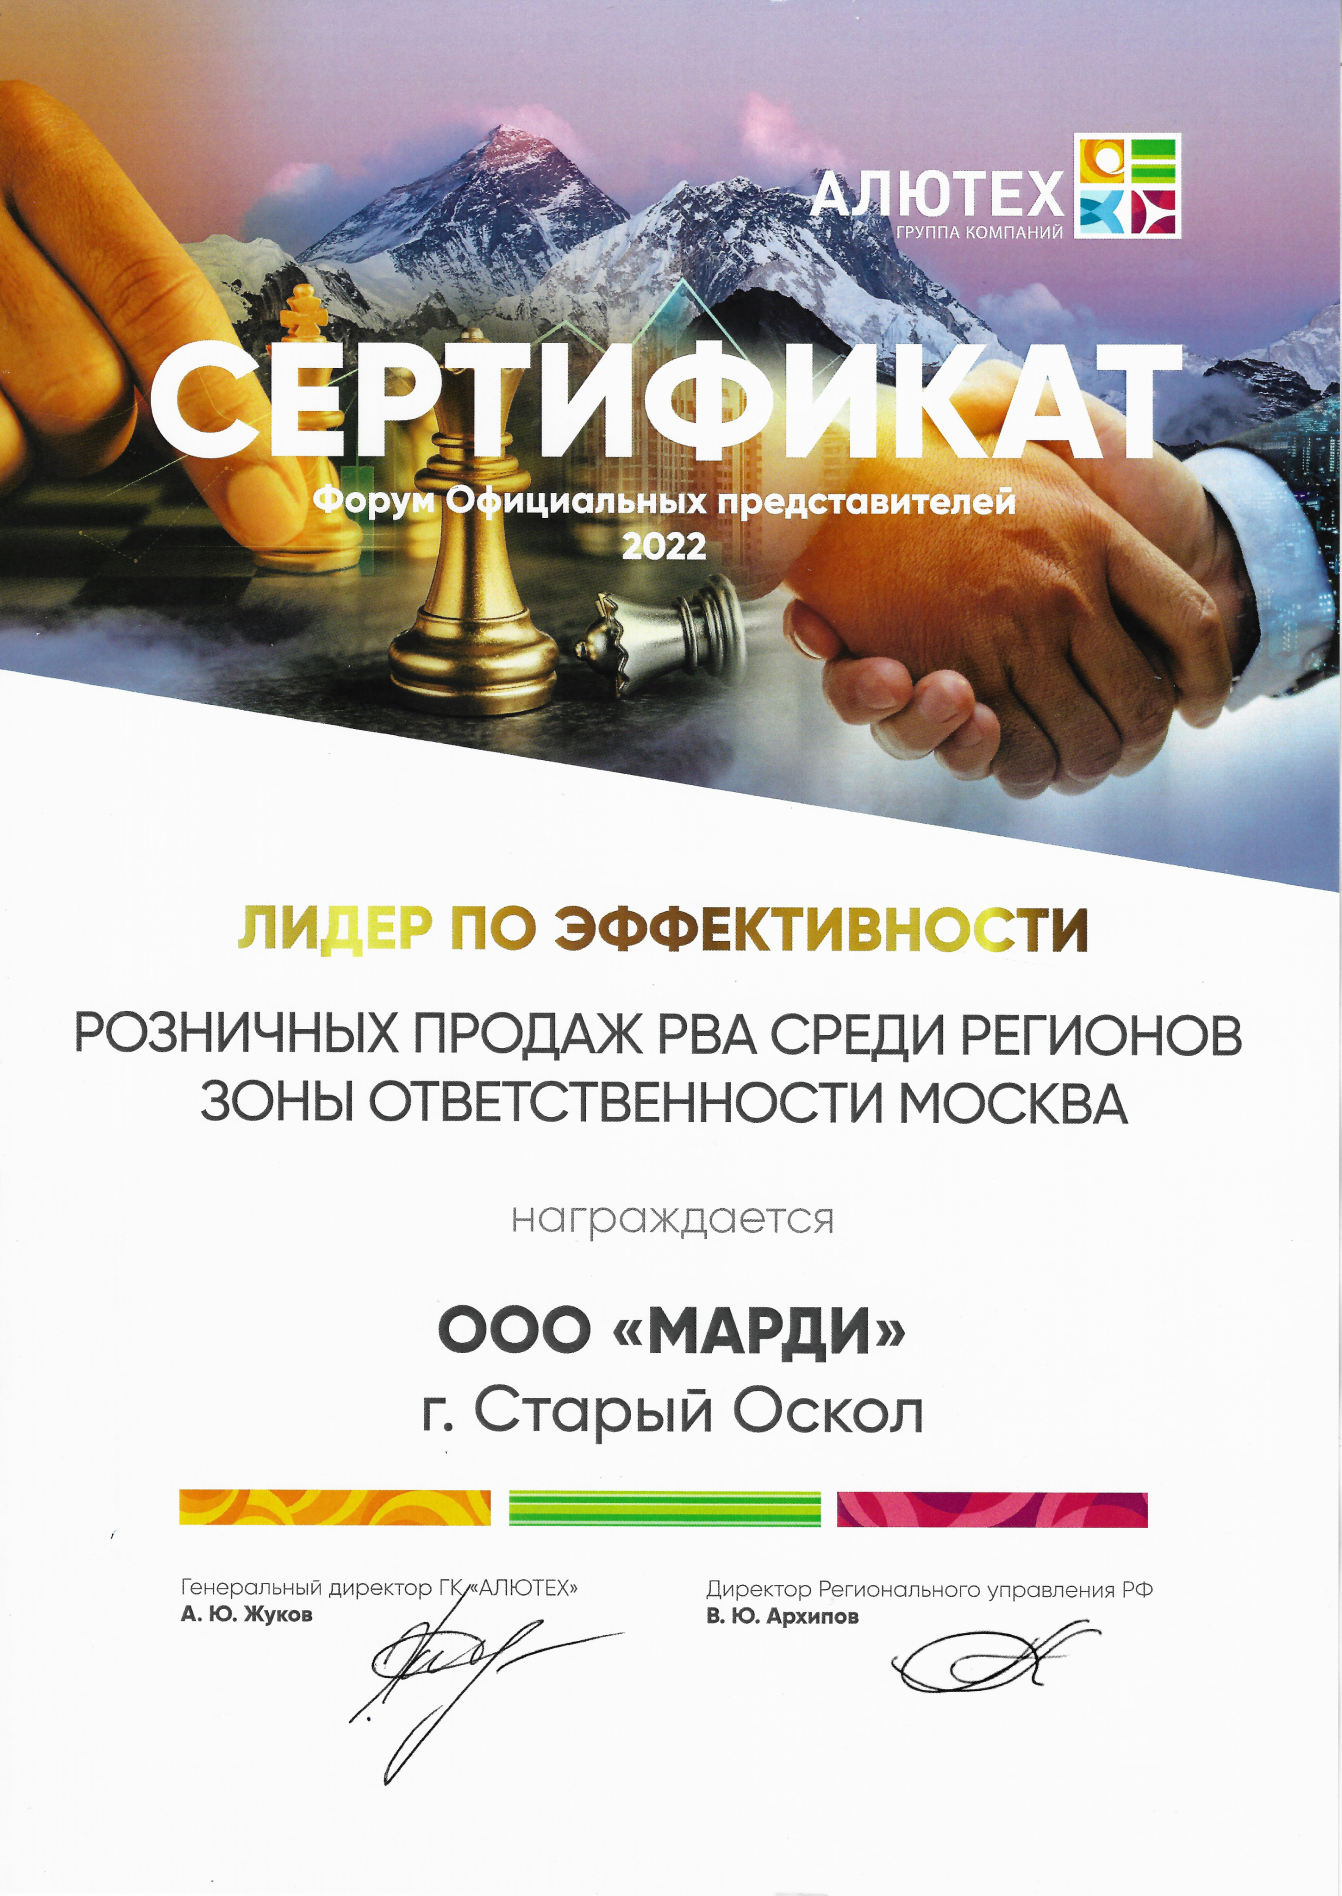 АЛЮТЕХ
ГРУППА КОМПАНИЙ
СЕРТИФИКАТ
Форум Официальных представителей
2022
ЛИДЕР ПО ЭФФЕКТИВНОСТИ
РОЗНИЧНЫХ ПРОДАЖ РВА СРЕДИ РЕГИОНОВ
ЗОНЫ ОТВЕТСТВЕННОСТИ МОСКВА
награждается
ООО «МАРДИ»
г. Старый Оскол
Генеральный директор ГК «АЛЮТЕХ»
А. Ю. Жуков
Директор Регионального управления РФ
В. Ю. Архипов